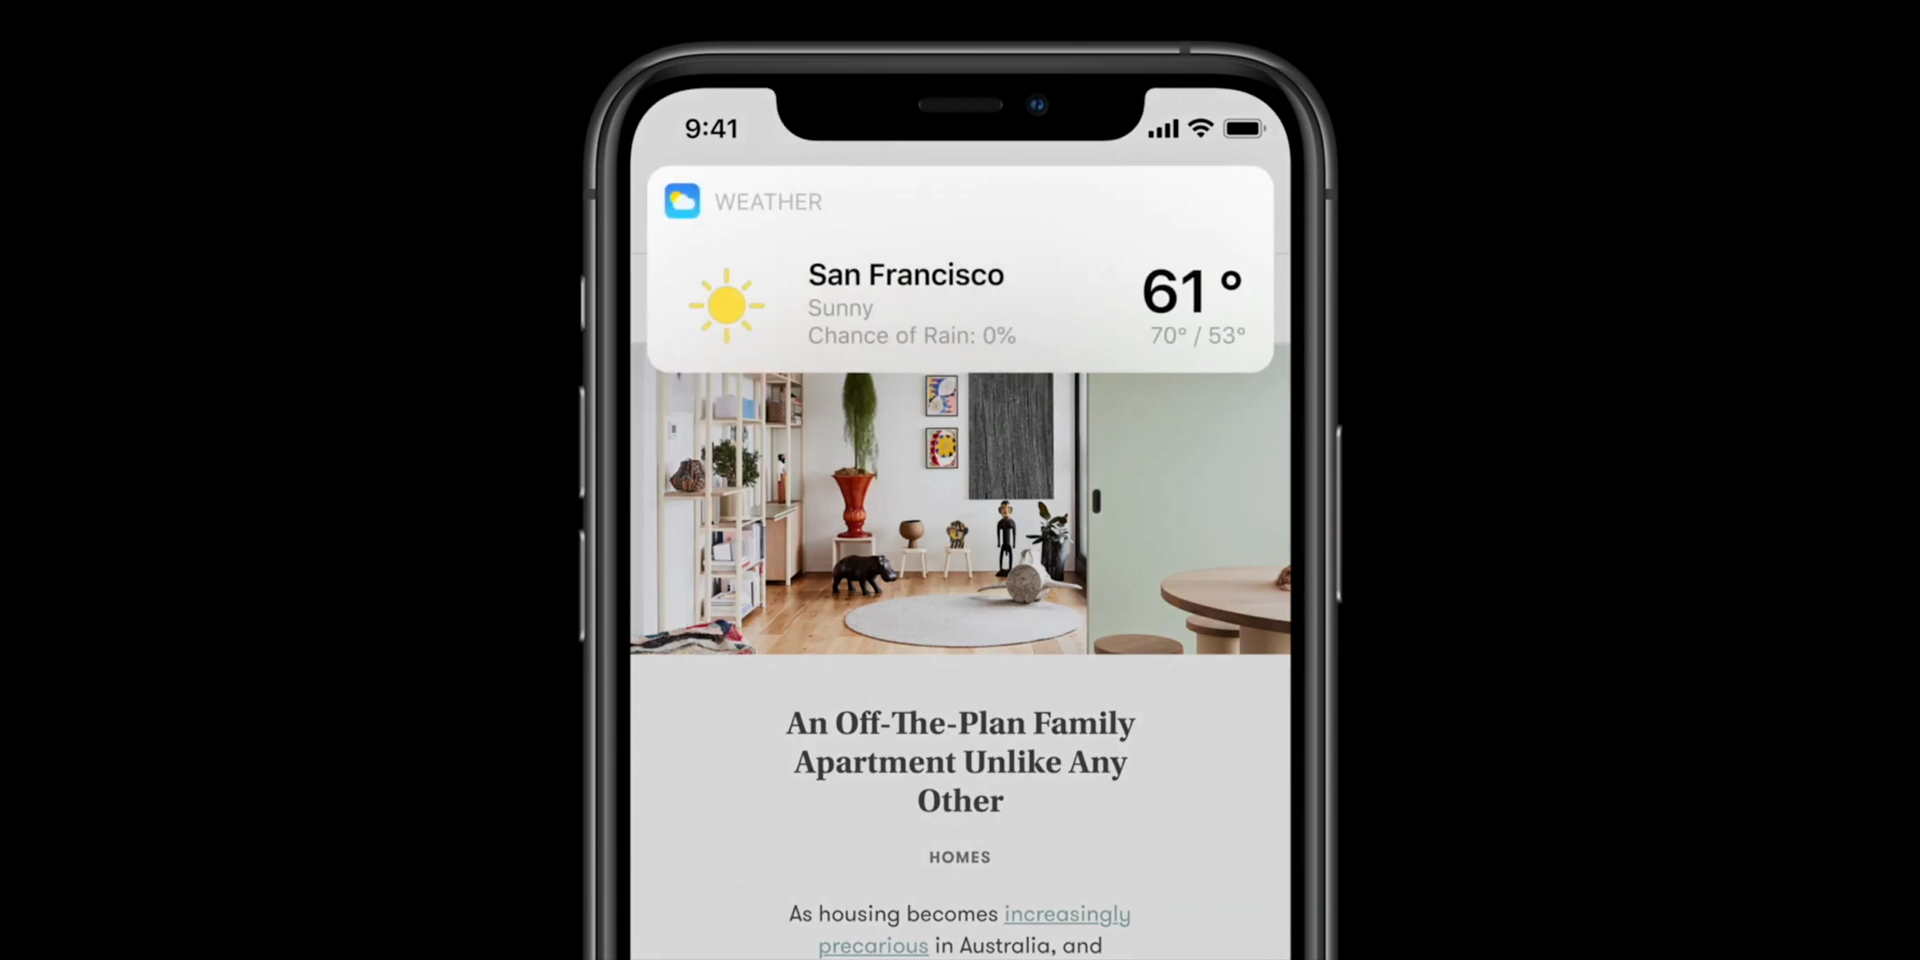 9:41
WEATHER
San Francisco
Sunny
Chance of Rain: 0%
61°
70° / 53°
An Off-The-Plan Family
Apartment Unlike Any
Other
HOMES
As housing becomes increasingly
precarious in Australia, and